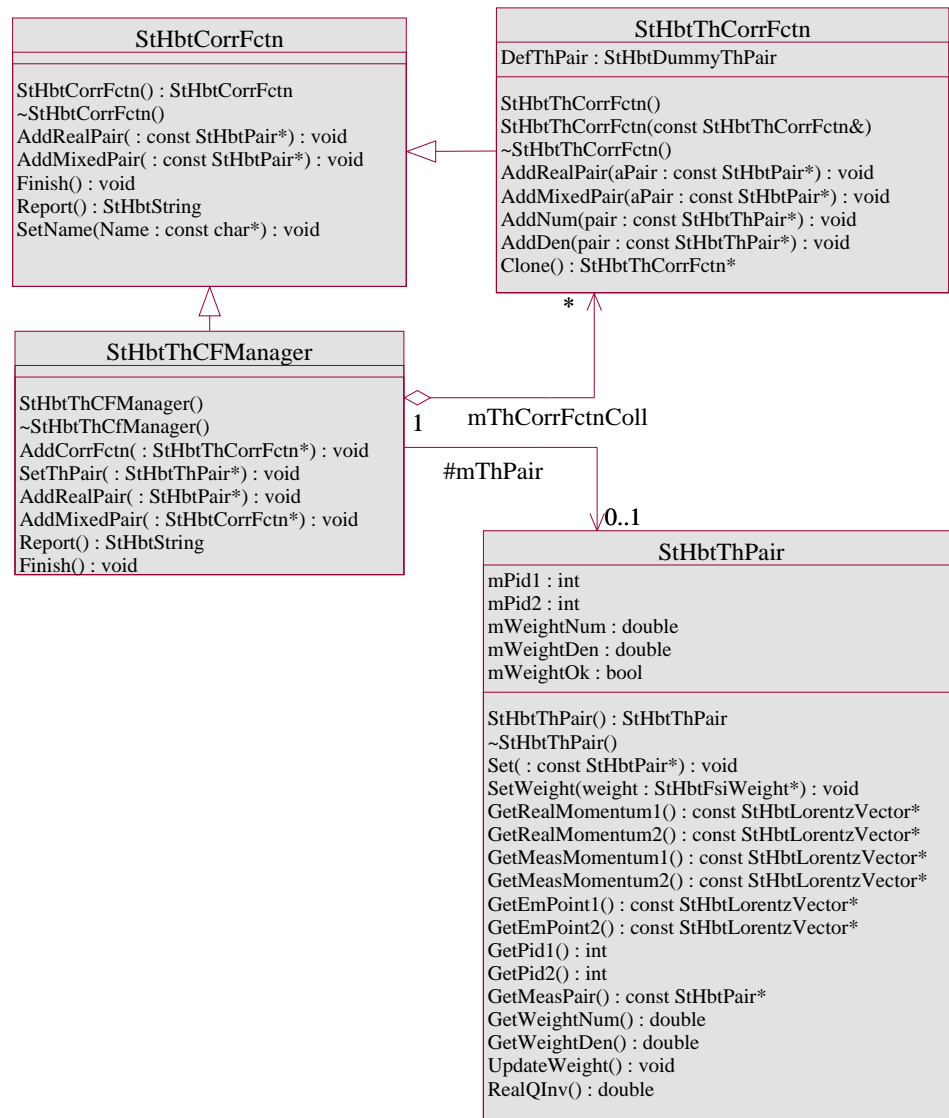 StHbtCorrFctn
StHbtCorrFctn() : StHbtCorrFctn
~StHbtCorrFctn()
AddRealPair( : const StHbtPair*) : void
AddMixedPair( : const StHbtPair*) : void
Finish() : void
Report() : StHbtString
SetName(Name : const char*) : void
StHbtThCorrFctn
DefThPair : StHbtDummyThPair
StHbtThCorrFctn()
StHbtThCorrFctn(const StHbtThCorrFctn&)
~StHbtThCorrFctn()
AddRealPair(aPair : const StHbtPair*) : void
AddMixedPair(aPair : const StHbtPair*) : void
AddNum(pair : const StHbtThPair*) : void
AddDen(pair : const StHbtThPair*) : void
Clone() : StHbtThCorrFctn*
*
StHbtThCFManager
StHbtThCFManager()
~StHbtThCfManager()
AddCorrFctn( : StHbtThCorrFctn*) : void
SetThPair( : StHbtThPair*) : void
AddRealPair( : StHbtPair*) : void
AddMixedPair( : StHbtCorrFctn*) : void
Report() : StHbtString
Finish() : void
1
mThCorrFctnColl
#mThPair
0..1
StHbtThPair
mPid1 : int
mPid2 : int
mWeightNum : double
mWeightDen : double
mWeightOk : bool
StHbtThPair() : StHbtThPair
~StHbtThPair()
Set( : const StHbtPair*) : void
SetWeight(weight : StHbtFsiWeight*) : void
GetRealMomentum1() : const StHbtLorentzVector*
GetRealMomentum2() : const StHbtLorentzVector*
GetMeasMomentum1() : const StHbtLorentzVector*
GetMeasMomentum2() : const StHbtLorentzVector*
GetEmPoint1() : const StHbtLorentzVector*
GetEmPoint2() : const StHbtLorentzVector*
GetPid1() : int
GetPid2() : int
GetMeasPair() : const StHbtPair*
GetWeightNum() : double
GetWeightDen() : double
UpdateWeight() : void
RealQInv() : double